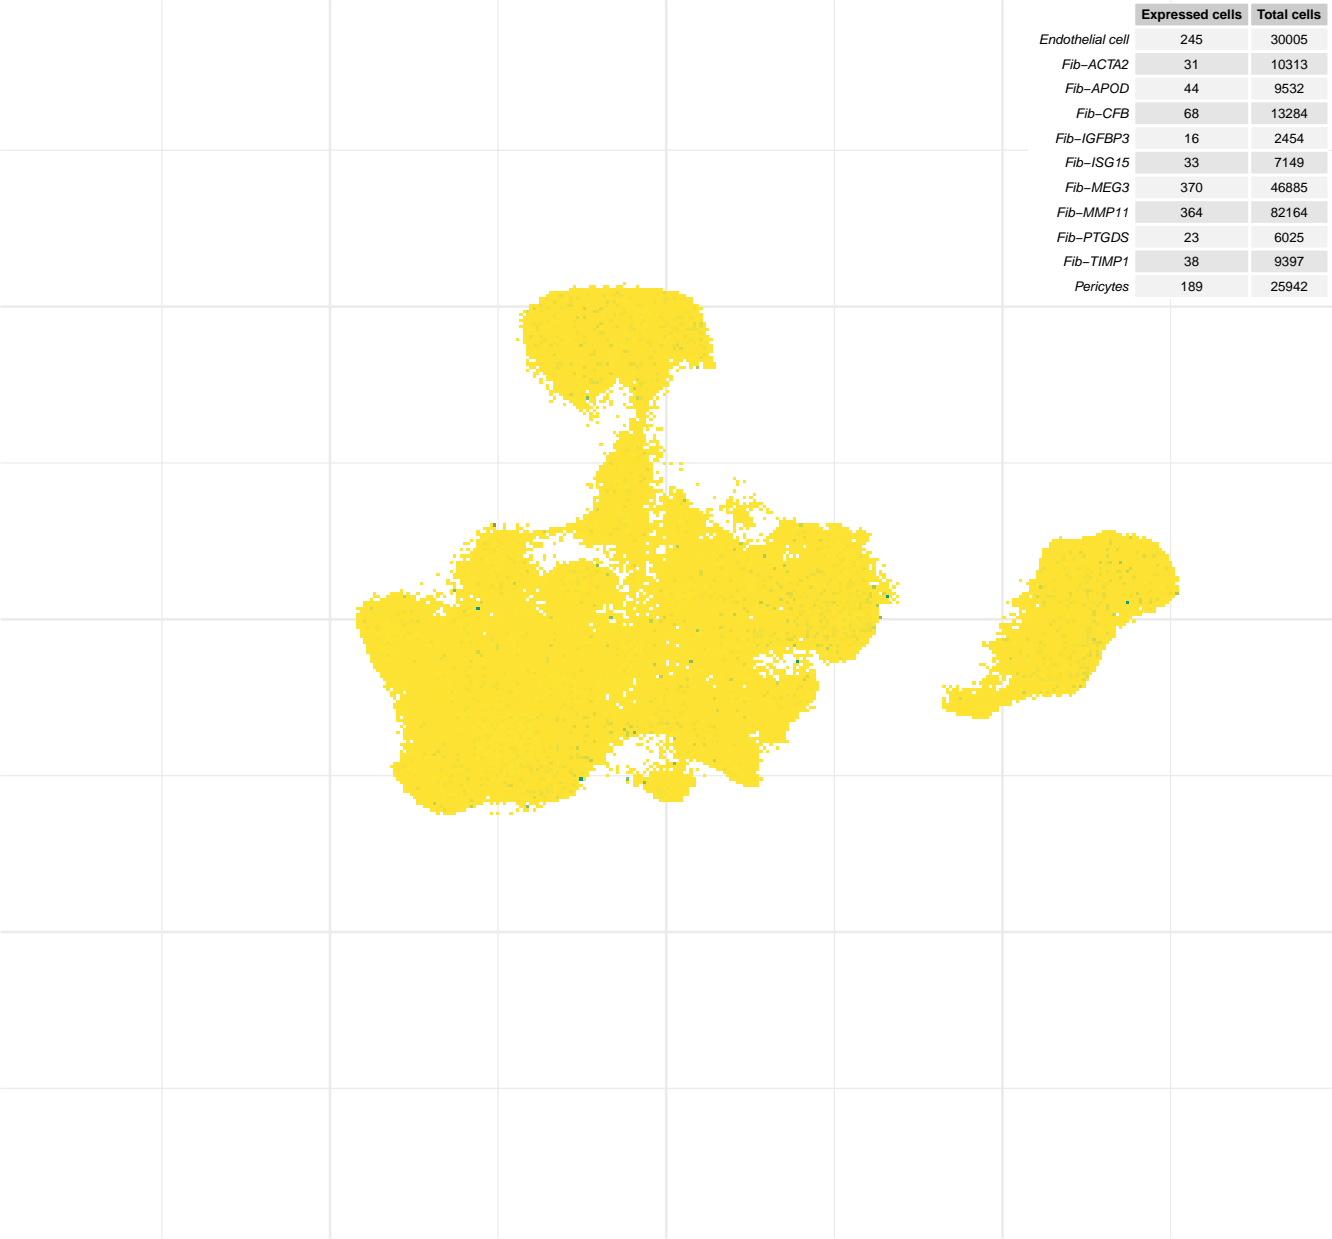 Expressed cells Total cells
Endothelial cell 245 30005
Fib−ACTA2 31 10313
Fib−APOD 44 9532
Fib−CFB 68 13284
Fib−IGFBP3 16 2454
Fib−ISG15 33 7149
Fib−MEG3 370 46885
Fib−MMP11 364 82164
Fib−PTGDS 23 6025
Fib−TIMP1 38 9397
Pericytes 189 25942